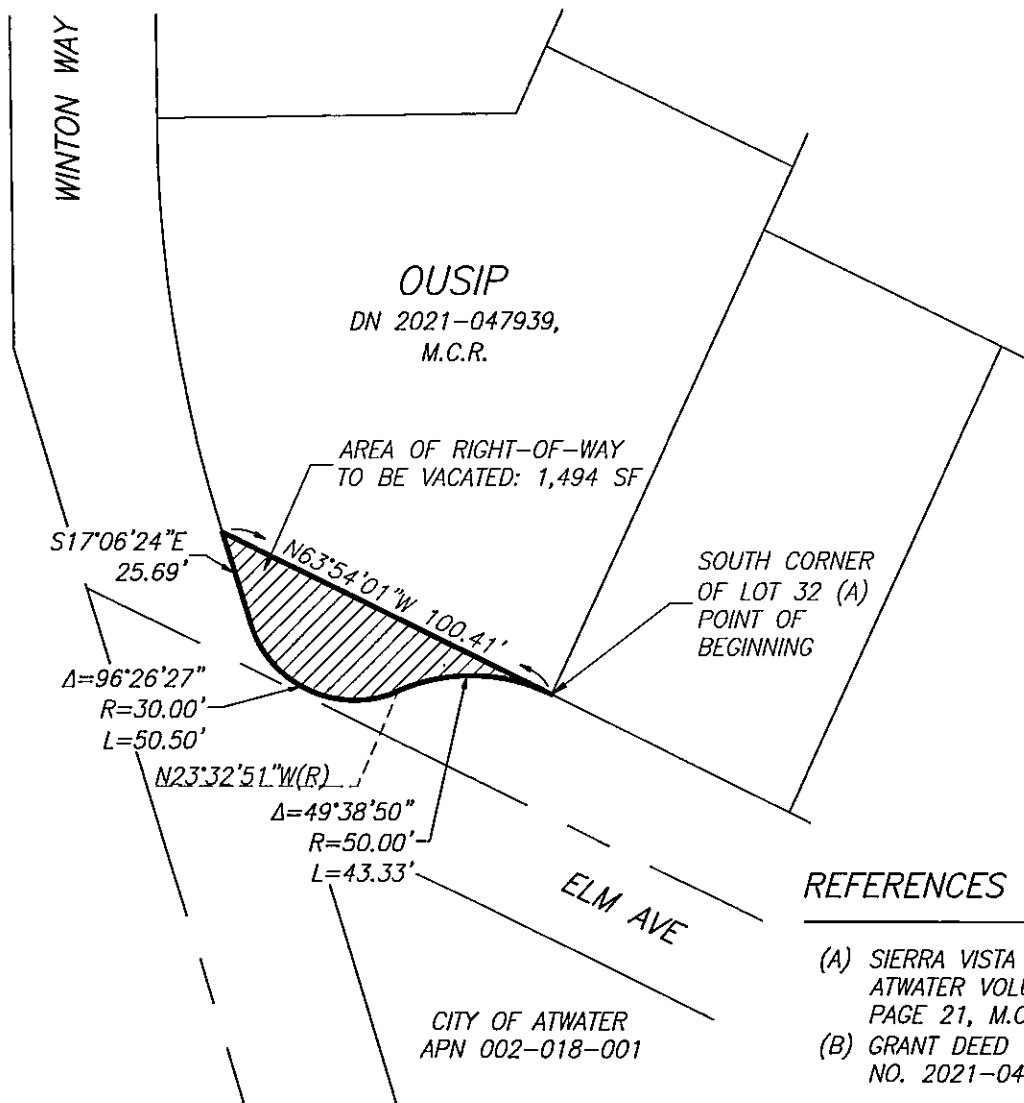 WINTON WAY
OUSIP
DN 2021-047939,
M.C.R.
AREA OF RIGHT-OF-WAY
TO BE VACATED: 1,494 SF
S17°06'24"E
25.69'
N63°54'01"W 100.41'
SOUTH CORNER
OF LOT 32 (A)
POINT OF
BEGINNING
Δ=96°26'27"
R=30.00'
L=50.50'
N23°32'51"W(R)
Δ=49°38'50"
R=50.00'
L=43.33'
ELM AVE
CITY OF ATWATER
APN 002-018-001
REFERENCES
(A) SIERRA VISTA
ATWATER
PAGE 21,
(B) GRANT DEED
NO.